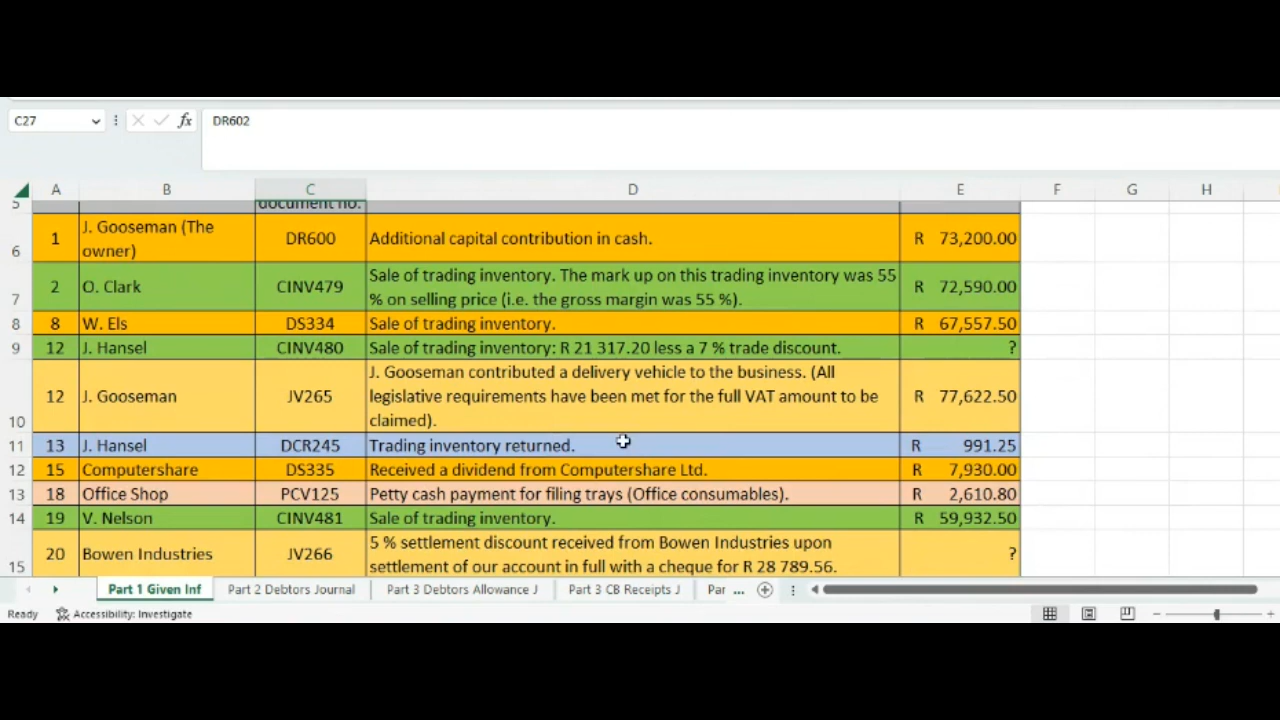 C27
fx
DR602
A B C D E F G H
5 document no.
6 1 J. Gooseman (The owner) DR600 Additional capital contribution in cash. R 73,200.00
7 2 O. Clark CINV479 Sale of trading inventory. The mark up on this trading inventory was 55
% on selling price (i.e. the gross margin was 55 %). R 72,590.00
8 8 W. Els DS334 Sale of trading inventory. R 67,557.50
9 12 J. Hansel CINV480 Sale of trading inventory: R 21 317.20 less a 7 % trade discount. ?
10 12 J. Gooseman JV265 J. Gooseman contributed a delivery vehicle to the business. (All
legislative requirements have been met for the full VAT amount to be
claimed). R 77,622.50
11 13 J. Hansel DCR245 Trading inventory returned. R 991.25
12 15 Computershare DS335 Received a dividend from Computershare Ltd. R 7,930.00
13 18 Office Shop PCV125 Petty cash payment for filing trays (Office consumables). R 2,610.80
14 19 V. Nelson CINV481 Sale of trading inventory. R 59,932.50
15 20 Bowen Industries JV266 5 % settlement discount received from Bowen Industries upon
settlement of our account in full with a cheque for R 28 789.56. ?
Part 1 Given Inf Part 2 Debtors Journal Part 3 Debtors Allowance J Part 3 CB Receipts J Par ...
Ready Accessibility: Investigate